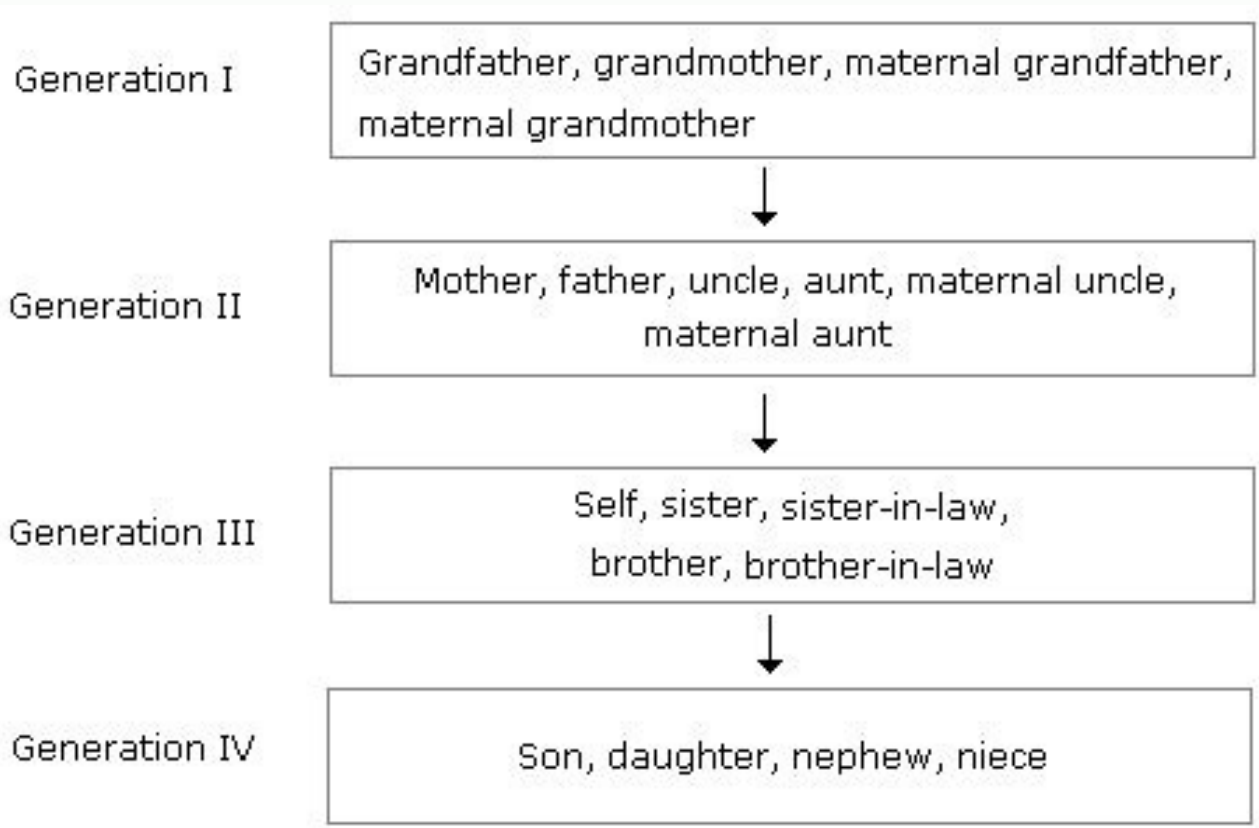 Generation I
Grandfather, grandmother, maternal grandfather,
maternal grandmother
Generation II
Mother, father, uncle, aunt, maternal uncle,
maternal aunt
Generation III
Self, sister, sister-in-law,
brother, brother-in-law
Generation IV
Son, daughter, nephew, niece